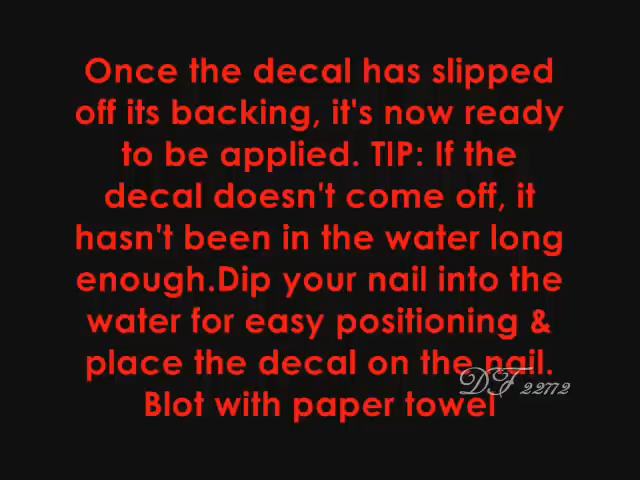 Once the decal has slipped
off its backing, it's now ready
to be applied. TIP: If the
decal doesn't come off, it
hasn't been in the water long
enough.Dip your nail into the
water for easy positioning &
place the decal on the nail.
DF 22772
Blot with paper towel